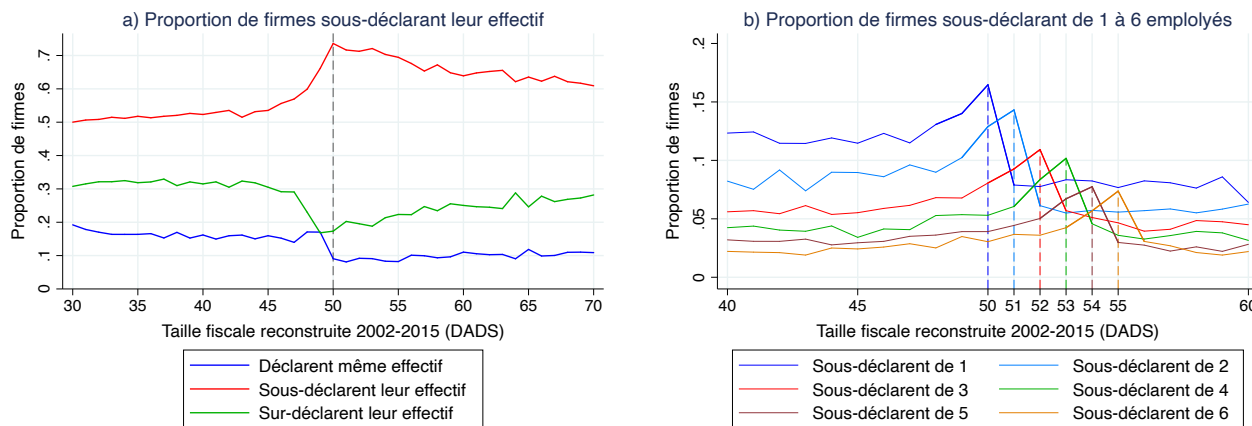 a) Proportion de firmes sous-déclarant leur effectif
Proportion de firmes
0 .1 .2 .3 .4 .5 .6 .7
30 35 40 45 50 55 60 65 70
Taille fiscale reconstruite 2002-2015 (DADS)
Déclarent même effectif
Sous-déclarent leur effectif
Sur-déclarent leur effectif
b) Proportion de firmes sous-déclarant de 1 à 6 emplolyés
Proportion de firmes
0 .05 .1 .15 .2
40 45 50 51 52 53 54 55 60
Taille fiscale reconstruite 2002-2015 (DADS)
Sous-déclarent de 1 Sous-déclarent de 2
Sous-déclarent de 3 Sous-déclarent de 4
Sous-déclarent de 5 Sous-déclarent de 6